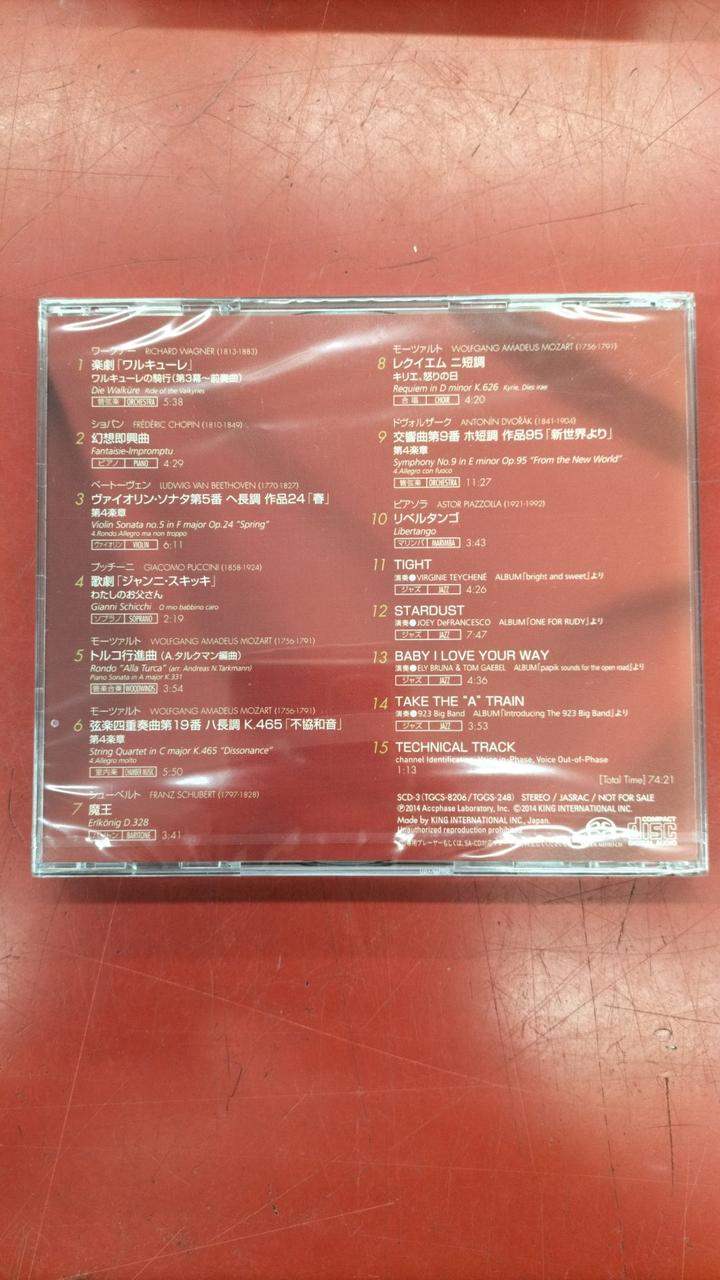 ワーグナー RICHARD WAGNER (1813-1883)
1 楽劇「ワルキューレ」
ワルキューレの騎行(第3幕〜前奏曲)
Die Walküre Ride of the Valkyries
管弦楽 ORCHESTRA 5:38
ショパン FRÉDÉRIC CHOPIN (1810-1849)
2 幻想即興曲
Fantaisie-Impromptu
ピアノ PIANO 4:29
ベートーヴェン LUDWIG VAN BEETHOVEN (1770-1827)
3 ヴァイオリン・ソナタ第5番 ヘ長調 作品24「春」
第4楽章
Violin Sonata no.5 in F major Op.24 "Spring"
4.Rondo.Allegro ma non troppo
ヴァイオリン VIOLIN 6:11
プッチーニ GIACOMO PUCCINI (1858-1924)
4 歌劇「ジャンニ・スキッキ」
わたしのお父さん
Gianni Schicchi O mio babbino caro
ソプラノ SOPRANO 2:19
モーツァルト WOLFGANG AMADEUS MOZART (1756-1791)
5 トルコ行進曲 (A.タルクマン編曲)
Rondo "Alla Turca" (arr. Andreas N.Tarkmann)
Piano Sonata in A major K.331
管楽合奏 WOODWINDS 3:54
モーツァルト WOLFGANG AMADEUS MOZART (1756-1791)
6 弦楽四重奏曲第19番 ハ長調 K.465「不協和音」
第4楽章
String Quartet in C major K.465 "Dissonance"
4.Allegro molto
室内楽 CHAMBER MUSIC 5:50
シューベルト FRANZ SCHUBERT (1797-1828)
7 魔王
Erlkönig D.328
バリトン BARITONE 3:41
モーツァルト WOLFGANG AMADEUS MOZART (1756-1791)
8 レクイエム ニ短調
キリエ、怒りの日
Requiem in D minor K.626 Kyrie, Dies irae
合唱 CHOIR 4:20
ドヴォルザーク ANTONÍN DVOŘÁK (1841-1904)
9 交響曲第9番 ホ短調 作品95「新世界より」
第4楽章
Symphony No.9 in E minor Op.95 "From the New World"
4.Allegro con fuoco
管弦楽 ORCHESTRA 11:27
ピアソラ ASTOR PIAZZOLLA (1921-1992)
10 リベルタンゴ
Libertango
マリンバ MARIMBA 3:43
11 TIGHT
演奏●VIRGINIE TEYCHENÉ ALBUM「bright and sweet」より
ジャズ JAZZ 4:26
12 STARDUST
演奏●JOEY DeFRANCESCO ALBUM「ONE FOR RUDY」より
ジャズ JAZZ 7:47
13 BABY I LOVE YOUR WAY
演奏●ELY BRUNA & TOM GAEBEL ALBUM「papik sounds for the open road」より
ジャズ JAZZ 4:36
14 TAKE THE "A" TRAIN
演奏●923 Big Band ALBUM「Introducing The 923 Big Band」より
ジャズ JAZZ 3:53
15 TECHNICAL TRACK
channel Identification, Voice in-Phase, Voice Out-of-Phase
1:13
[Total Time] 74:21
SCD-3 (TGCS-8206/TGGS-248) STEREO / JASRAC / NOT FOR SALE
℗2014 Accphase Laboratory, Inc. ©2014 KING INTERNATIONAL INC.
Made by KING INTERNATIONAL INC., Japan.
Unauthorized reproduction prohibited.
COMPACT disc DIGITAL AUDIO